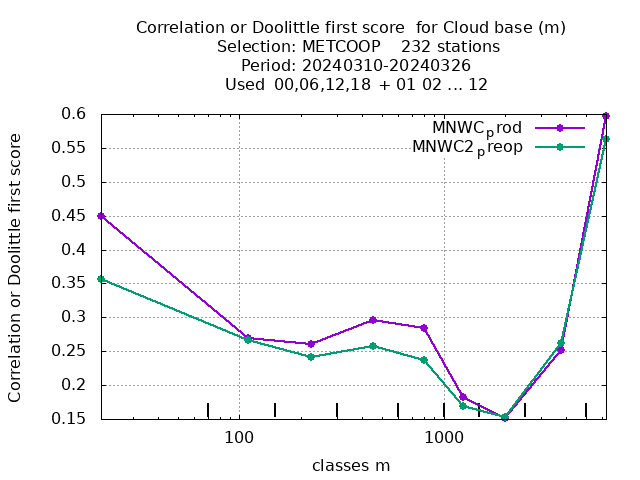 Correlation or Doolittle first score  for Cloud base (m)
Selection: METCOOP    232 stations
Period: 20240310-20240326
Used  00,06,12,18 + 01 02 ... 12
MNWCprod
MNWC2preop
0.6
0.55
0.5
0.45
0.4
0.35
0.3
0.25
0.2
0.15
Correlation or Doolittle first score
100
1000
classes m